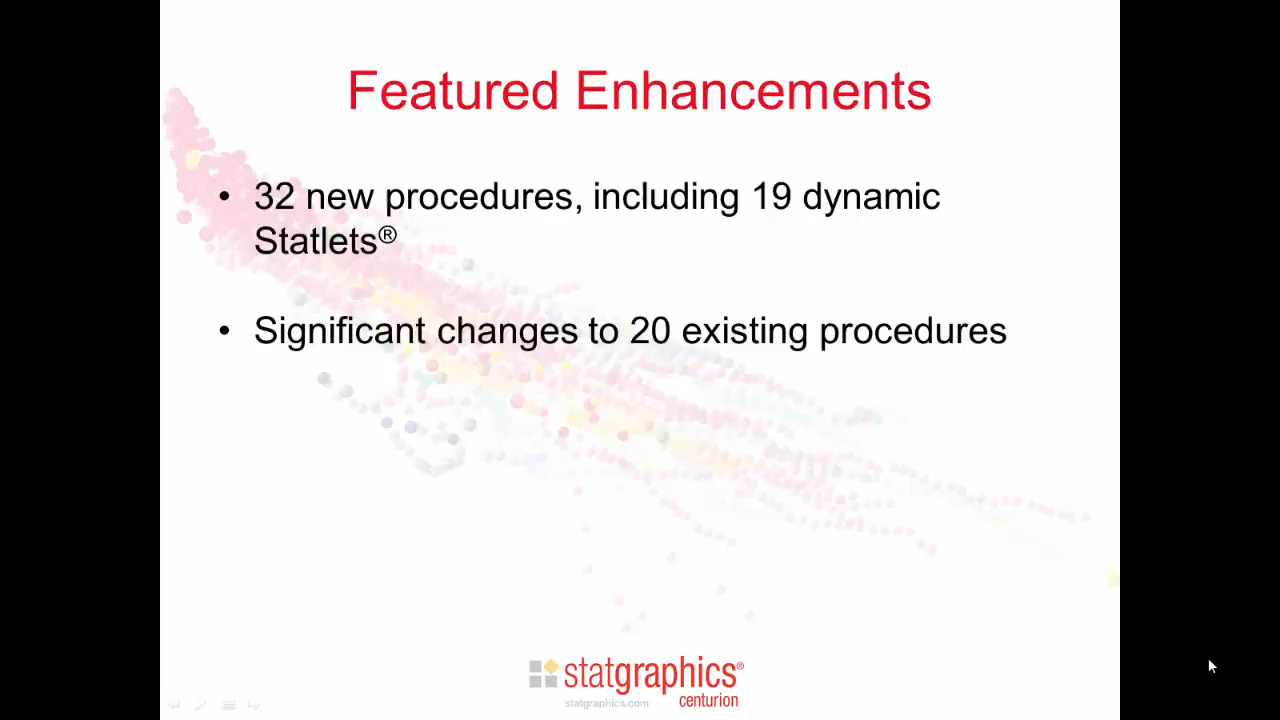 Featured Enhancements
• 32 new procedures, including 19 dynamic
Statlets®
• Significant changes to 20 existing procedures
statgraphics®
centurion
statgraphics.com